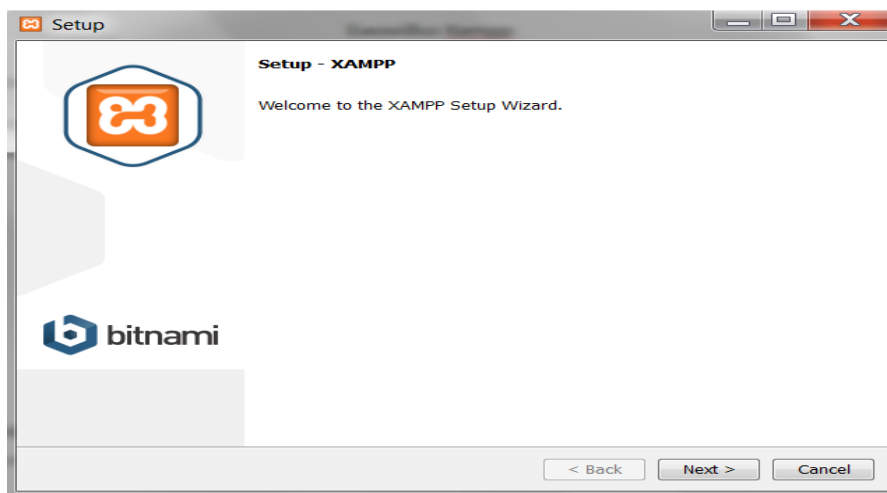 Setup
Setup - XAMPP
Welcome to the XAMPP Setup Wizard.
bitnami
< Back
Next >
Cancel